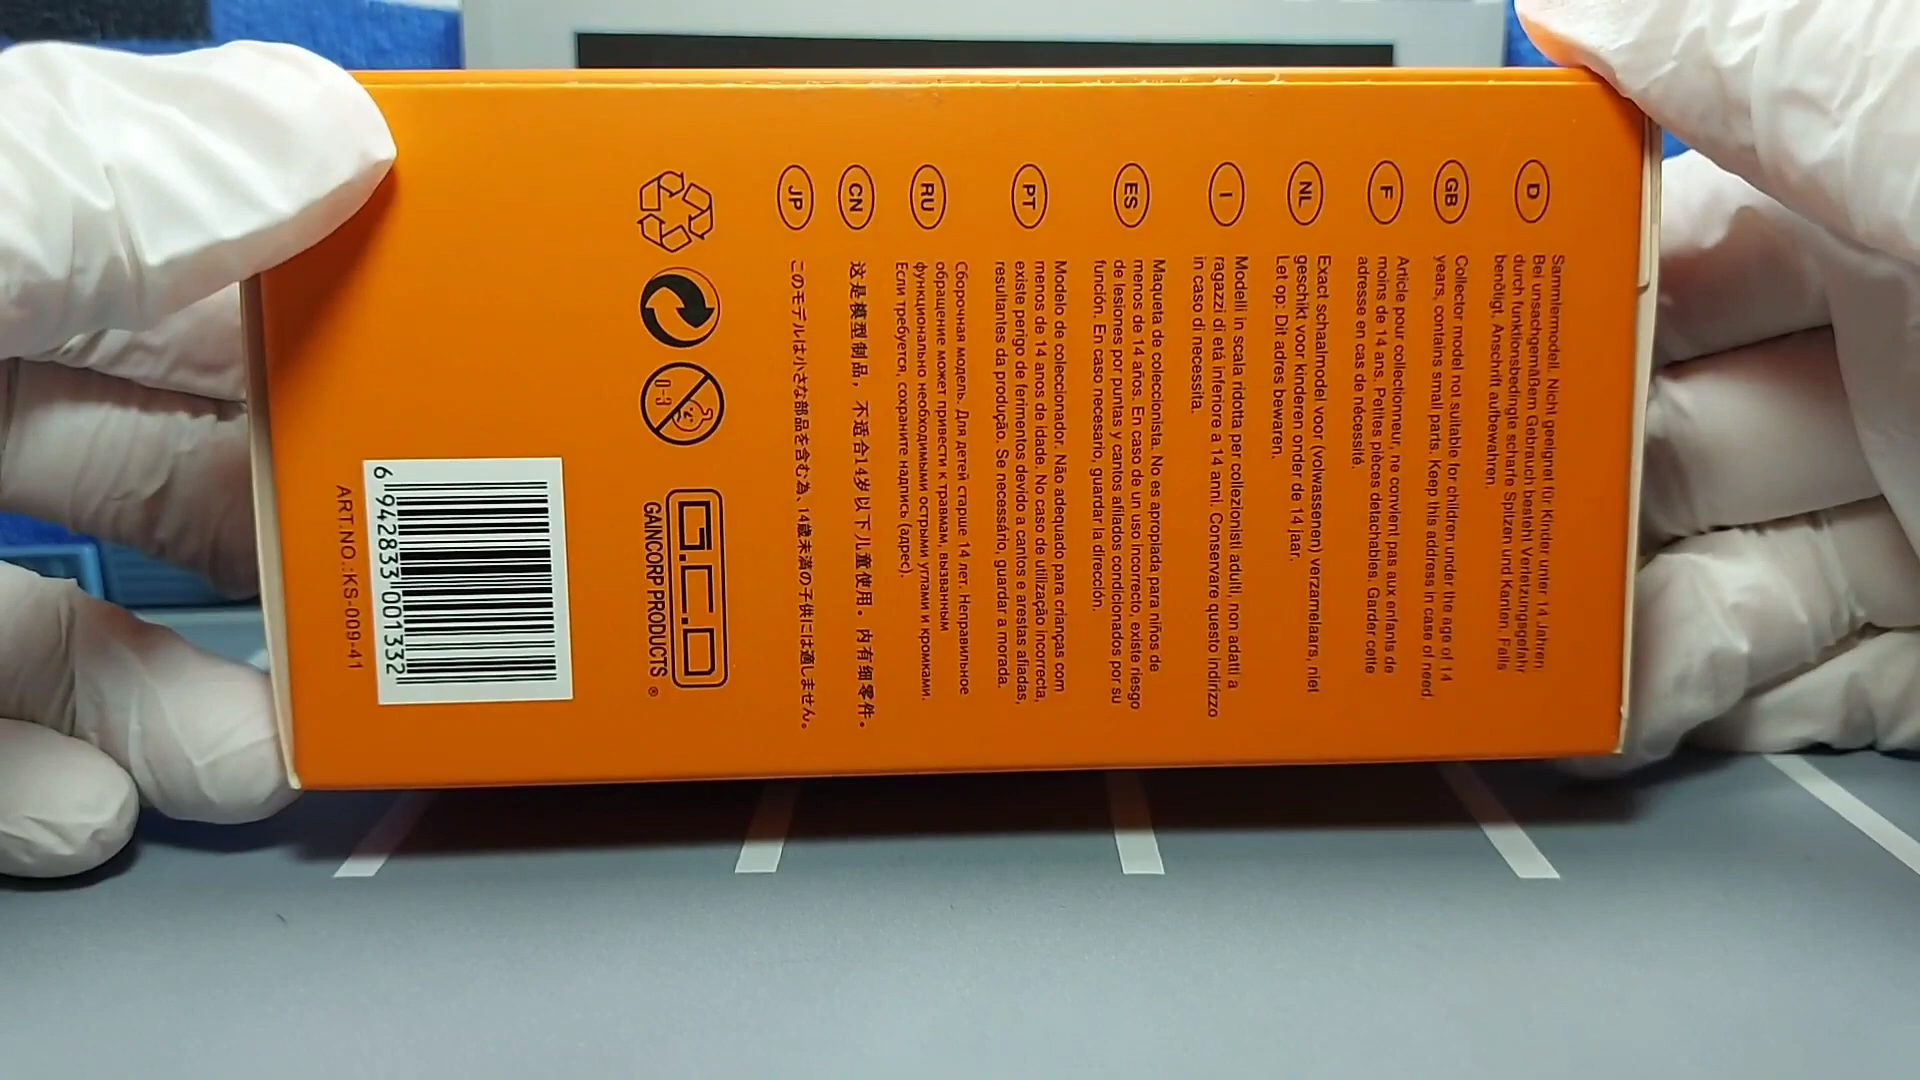 D
Sammlermodell. Nicht geeignet für Kinder unter 14 Jahren.
Bei unsachgemäßem Gebrauch besteht Verletzungsgefahr
durch funktionsbedingte scharfe Spitzen und Kanten. Falls
benötigt, Anschrift aufbewahren.
GB
Collector model not suitable for children under the age of 14
years, contains small parts. Keep this address in case of need.
F
Article pour collectionneur, ne convient pas aux enfants de
moins de 14 ans. Petites pièces detachables. Garder cette
adresse en cas de nécessité.
NL
Exact schaalmodel voor (volwassenen) verzamelaars, niet
geschikt voor kinderen onder de 14 jaar.
Let op: Dit adres bewaren.
I
Modelli in scala ridotta per collezionisti adulti, non adatti a
ragazzi di etá inferiore a 14 anni. Conservare questo indirizzo
in caso di necessita.
ES
Maqueta de coleccionista. No es apropiada para niños de
menos de 14 años. En caso de un uso incorrecto, existe riesgo
de lesiones por puntas y cantos afilados condicionados por su
función. En caso necesario, guardar la dirección.
PT
Modelo de coleccionador. Não adequado para crianças com
menos de 14 anos de idade. No caso de utilização incorrecta,
existe perigo de ferimentos devido a cantos e arestas afiadas,
resultantes da produção. Se necessário, guardar a morada.
RU
Сборочная модель. Для детей старше 14 лет. Неправильное
обращение может привести к травмам, вызванным
функционально необходимыми острыми углами и кромками.
Если требуется, сохраните надпись (адрес).
CN
这是模型制品，不适合14岁以下儿童使用。内有细零件。
JP
このモデルは小さな部品を含む為、14歳未満の子供には適しません。
0-3
G.C.D
GAINCORP PRODUCTS ®
6 942833 001332
ART.NO.:KS-009-41